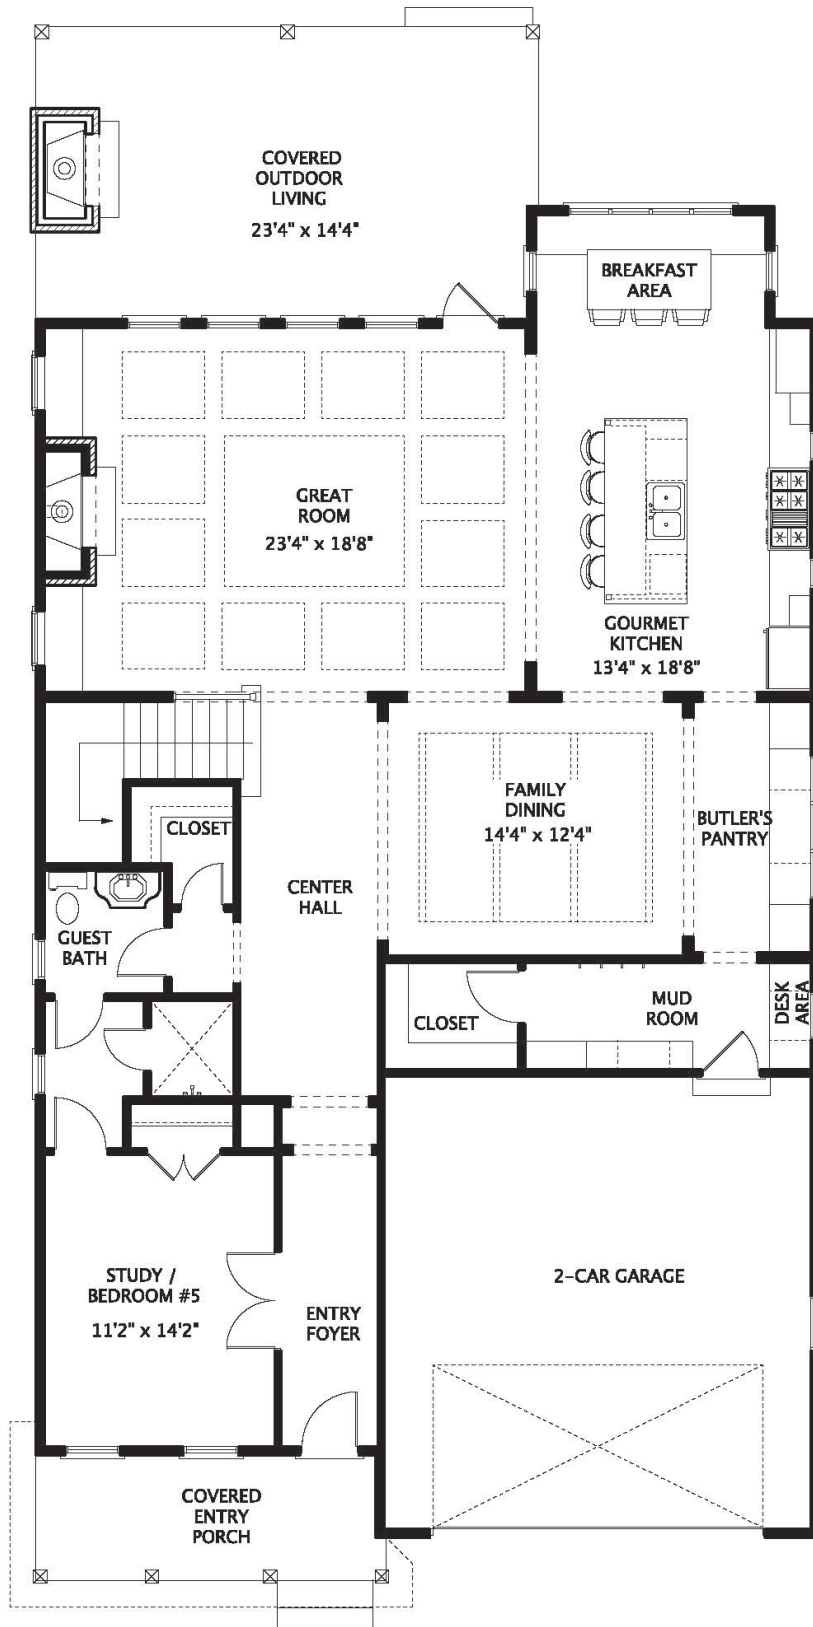 COVERED
OUTDOOR
LIVING
23'4" x 14'4"
BREAKFAST
AREA
GREAT
ROOM
23'4" x 18'8"
GOURMET
KITCHEN
13'4" x 18'8"
FAMILY
DINING
14'4" x 12'4"
BUTLER'S
PANTRY
CLOSET
CENTER
HALL
GUEST
BATH
CLOSET
MUD
ROOM
DESK
AREA
STUDY /
BEDROOM #5
11'2" x 14'2"
ENTRY
FOYER
2-CAR GARAGE
COVERED
ENTRY
PORCH